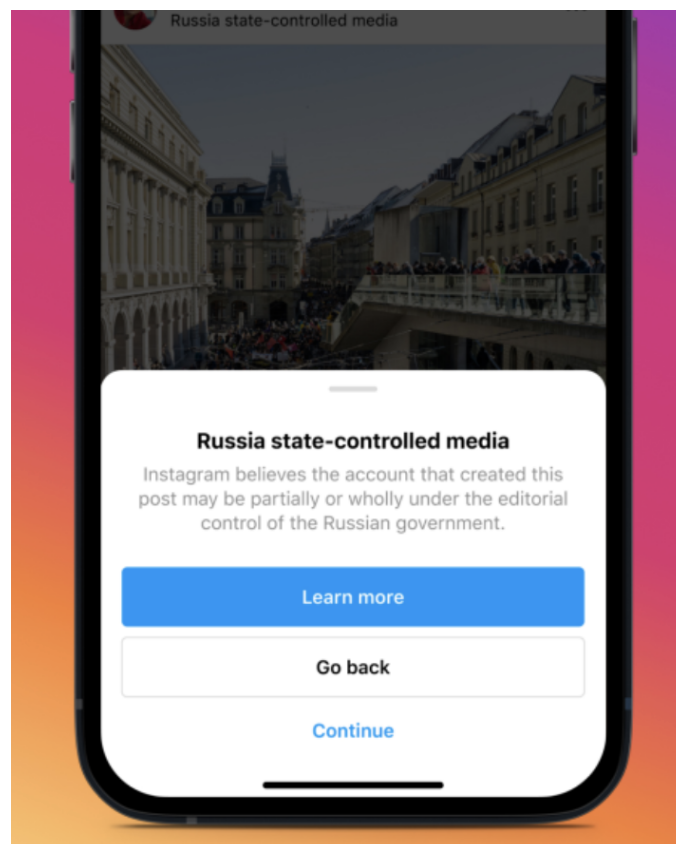 Russia state-controlled media
Russia state-controlled media
Instagram believes the account that created this
post may be partially or wholly under the editorial
control of the Russian government.
Learn more
Go back
Continue